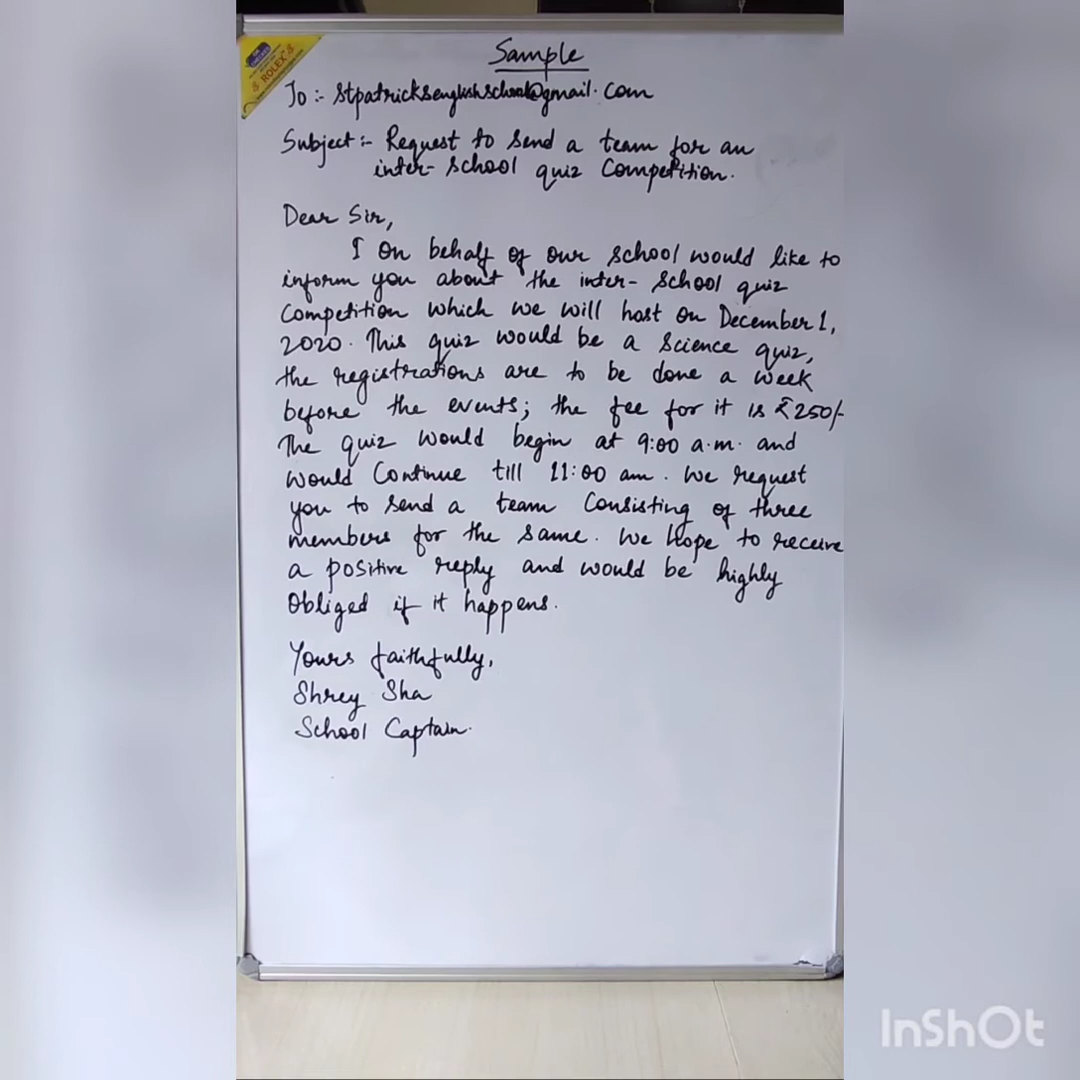 Sample
ROLEX
To :- stpatricksenglishschool@gmail.com
Subject :- Request to send a team for an
inter-school quiz competition.
Dear Sir,
I on behalf of our school would like to
inform you about the inter-school quiz
competition which we will host on December 1,
2020. This quiz would be a science quiz,
the registrations are to be done a week
before the events; the fee for it is ₹250/-
The quiz would begin at 9:00 a.m. and
would continue till 11:00 am. We request
you to send a team consisting of three
members for the same. We hope to receive
a positive reply and would be highly
obliged if it happens.
Yours faithfully,
Shrey Sha
School Captain.
InShOt